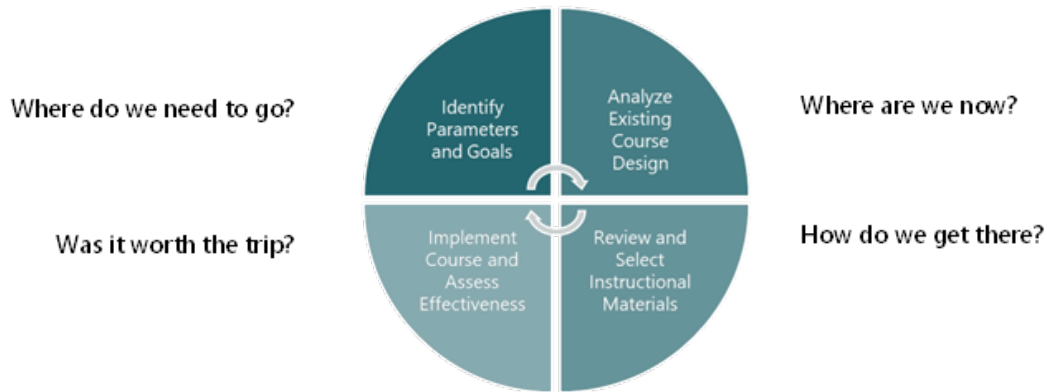 Where do we need to go?
Identify
Parameters
and Goals
Analyze
Existing
Course
Design
Where are we now?
Was it worth the trip?
Implement
Course and
Assess
Effectiveness
Review and
Select
Instructional
Materials
How do we get there?